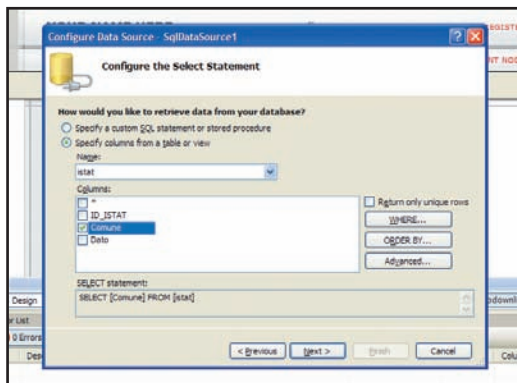 YOUR NAME HERE
Configure Data Source - SqlDataSource1
Configure the Select Statement
How would you like to retrieve data from your database?
Specify a custom SQL statement or stored procedure
Specify columns from a table or view
Name:
istat
Columns:
*
ID_ISTAT
Comune
Dato
Return only unique rows
WHERE...
ORDER BY...
Advanced...
SELECT statement:
SELECT [Comune] FROM [istat]
Design
0 Errors
< Previous
Next >
Finish
Cancel